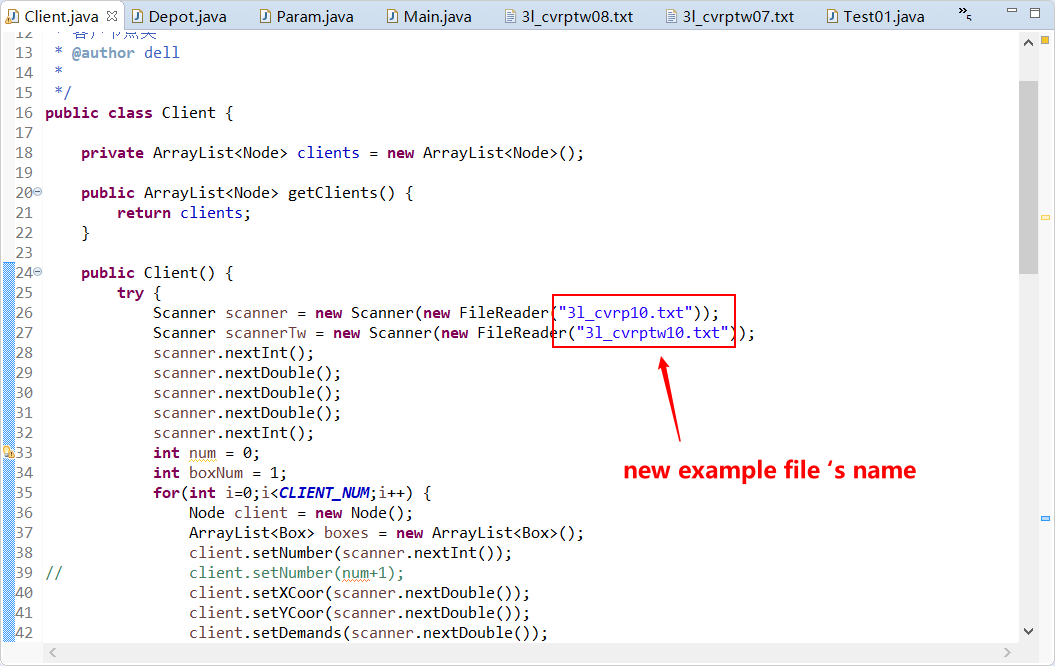 Client.java Depot.java Param.java Main.java 3l_cvrptw08.txt 3l_cvrptw07.txt Test01.java »5
12 * 客户节点类
13 * @author dell
14 *
15 */
16 public class Client {
17
18 private ArrayList<Node> clients = new ArrayList<Node>();
19
20 public ArrayList<Node> getClients() {
21 return clients;
22 }
23
24 public Client() {
25 try {
26 Scanner scanner = new Scanner(new FileReader("3l_cvrp10.txt"));
27 Scanner scannerTw = new Scanner(new FileReader("3l_cvrptw10.txt"));
28 scanner.nextInt();
29 scanner.nextDouble();
30 scanner.nextDouble();
31 scanner.nextDouble();
32 scanner.nextInt();
33 int num = 0;
34 int boxNum = 1;
35 for(int i=0;i<CLIENT_NUM;i++) {
36 Node client = new Node();
37 ArrayList<Box> boxes = new ArrayList<Box>();
38 client.setNumber(scanner.nextInt());
39 // client.setNumber(num+1);
40 client.setXCoor(scanner.nextDouble());
41 client.setYCoor(scanner.nextDouble());
42 client.setDemands(scanner.nextDouble());
new example file ‘s name